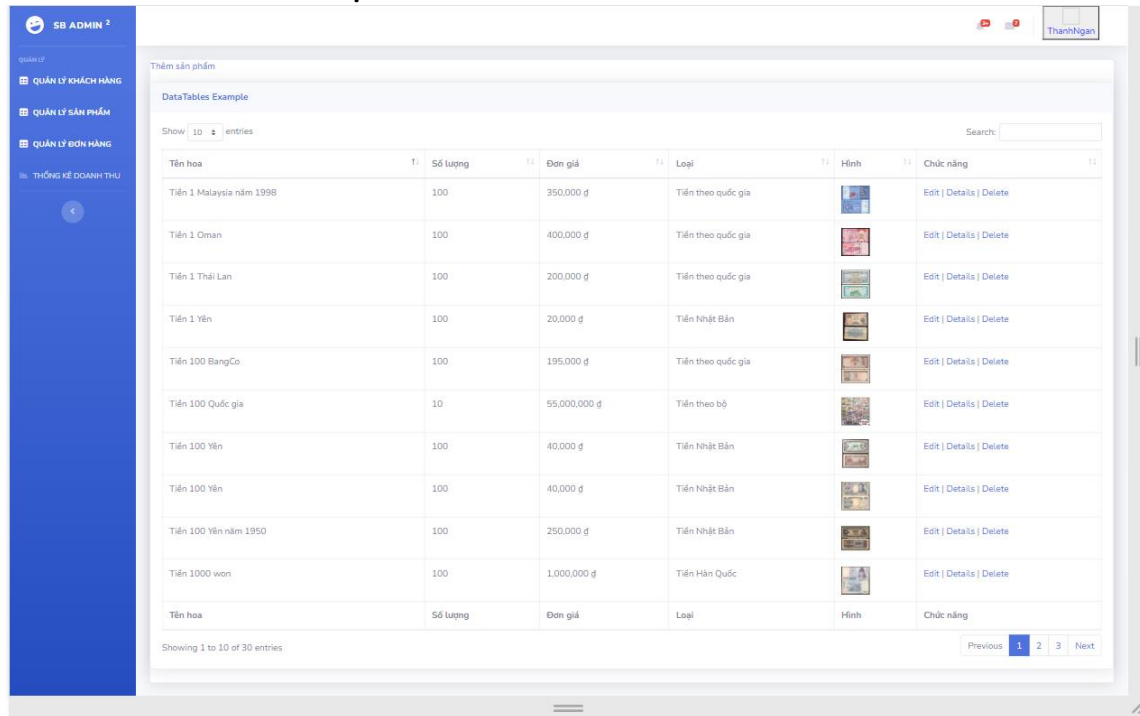 SB ADMIN 2
3+
7
ThanhNgan
QUẢN LÝ
QUẢN LÝ KHÁCH HÀNG
QUẢN LÝ SẢN PHẨM
QUẢN LÝ ĐƠN HÀNG
THỐNG KÊ DOANH THU
Thêm sản phẩm
DataTables Example
Show 10 entries Search:
Tên hoa Số lượng Đơn giá Loại Hình Chức năng
Tiền 1 Malaysia năm 1998 100 350,000 ₫ Tiền theo quốc gia Edit | Details | Delete
Tiền 1 Oman 100 400,000 ₫ Tiền theo quốc gia Edit | Details | Delete
Tiền 1 Thái Lan 100 200,000 ₫ Tiền theo quốc gia Edit | Details | Delete
Tiền 1 Yên 100 20,000 ₫ Tiền Nhật Bản Edit | Details | Delete
Tiền 100 BangCo 100 195,000 ₫ Tiền theo quốc gia Edit | Details | Delete
Tiền 100 Quốc gia 10 55,000,000 ₫ Tiền theo bộ Edit | Details | Delete
Tiền 100 Yên 100 40,000 ₫ Tiền Nhật Bản Edit | Details | Delete
Tiền 100 Yên 100 40,000 ₫ Tiền Nhật Bản Edit | Details | Delete
Tiền 100 Yên năm 1950 100 250,000 ₫ Tiền Nhật Bản Edit | Details | Delete
Tiền 1000 won 100 1,000,000 ₫ Tiền Hàn Quốc Edit | Details | Delete
Tên hoa Số lượng Đơn giá Loại Hình Chức năng
Showing 1 to 10 of 30 entries Previous 1 2 3 Next